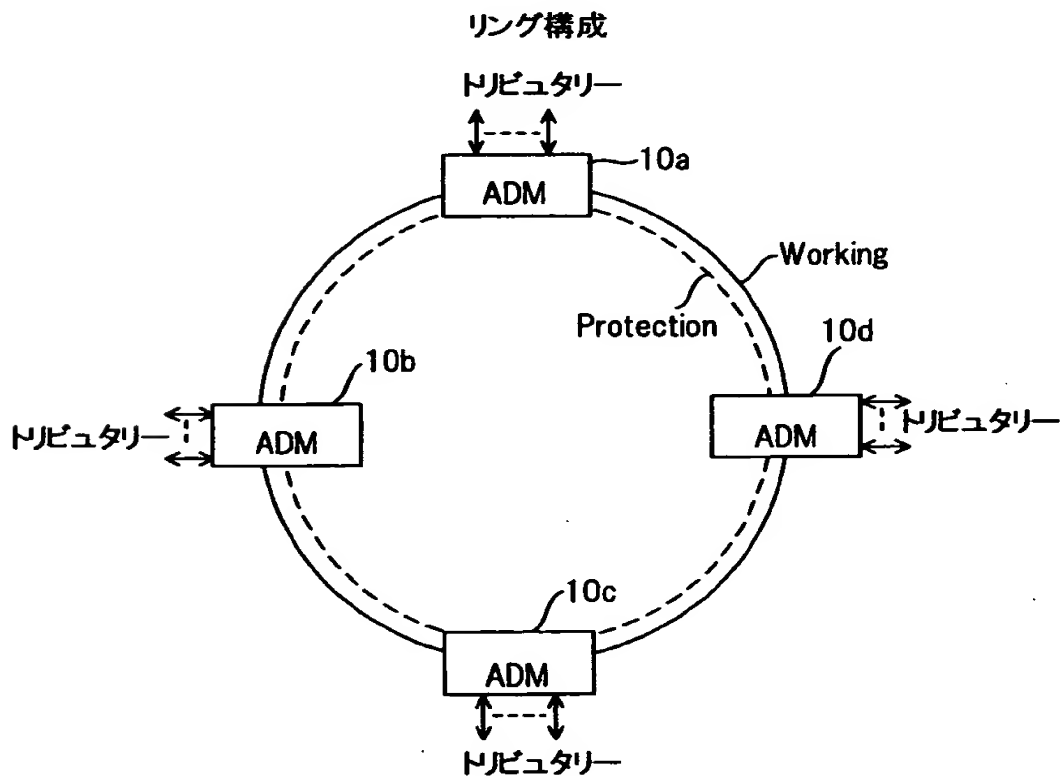 リング構成
トリビュタリー
10a
ADM
Working
Protection
10d
10b
トリビュタリー
ADM
ADM
トリビュタリー
10c
ADM
トリビュタリー